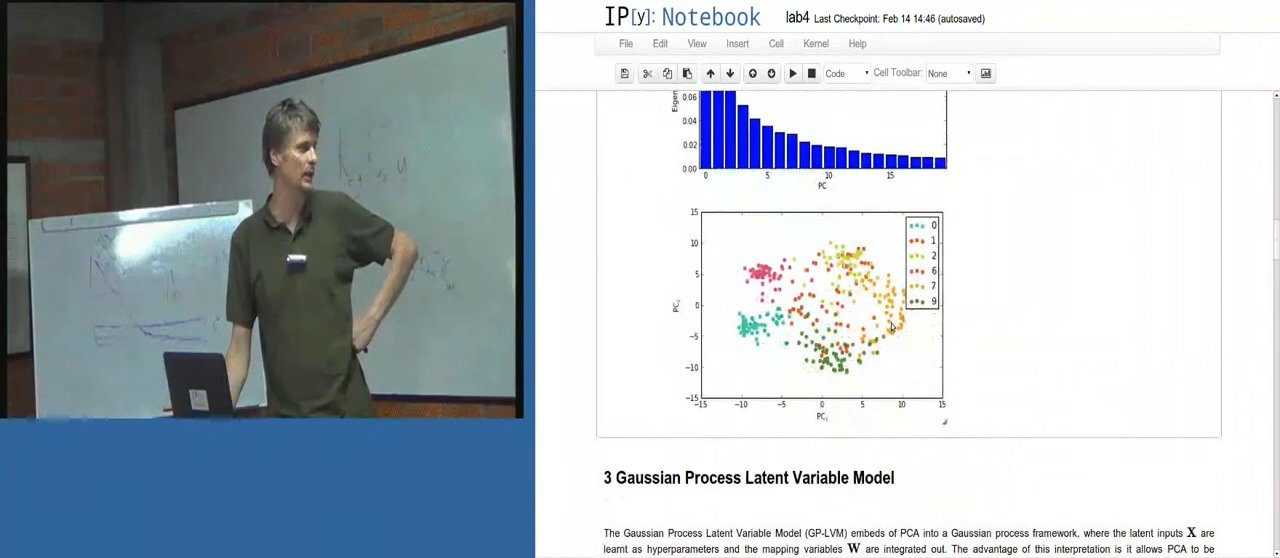 IP[y]: Notebook
lab4 Last Checkpoint: Feb 14 14:46 (autosaved)
File Edit View Insert Cell Kernel Help
Code
Cell Toolbar: None
Eigen
0.06
0.04
0.02
0.00
0 5 10 15
PC
15
10
5
0
−5
−10
−15
−15 −10 −5 0 5 10 15
0
1
2
6
7
9
3 Gaussian Process Latent Variable Model
The Gaussian Process Latent Variable Model (GP-LVM) embeds of PCA into a Gaussian process framework, where the latent inputs X are
learnt as hyperparameters and the mapping variables W are integrated out. The advantage of this interpretation is it allows PCA to be